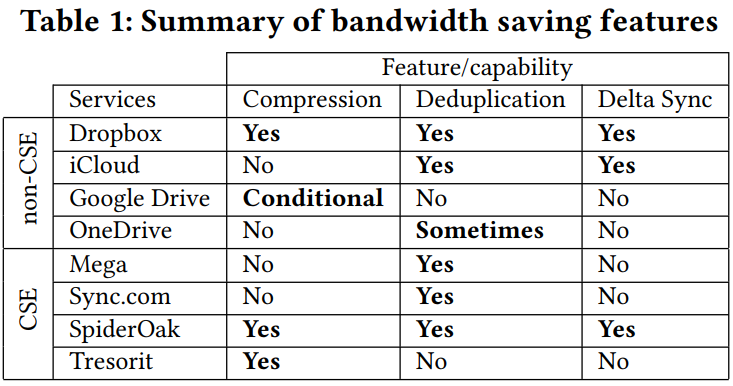 Table 1: Summary of bandwidth saving features
Feature/capability
Services Compression Deduplication Delta Sync
non-CSE
Dropbox Yes Yes Yes
iCloud No Yes Yes
Google Drive Conditional No No
OneDrive No Sometimes No
CSE
Mega No Yes No
Sync.com No Yes No
SpiderOak Yes Yes Yes
Tresorit Yes No No